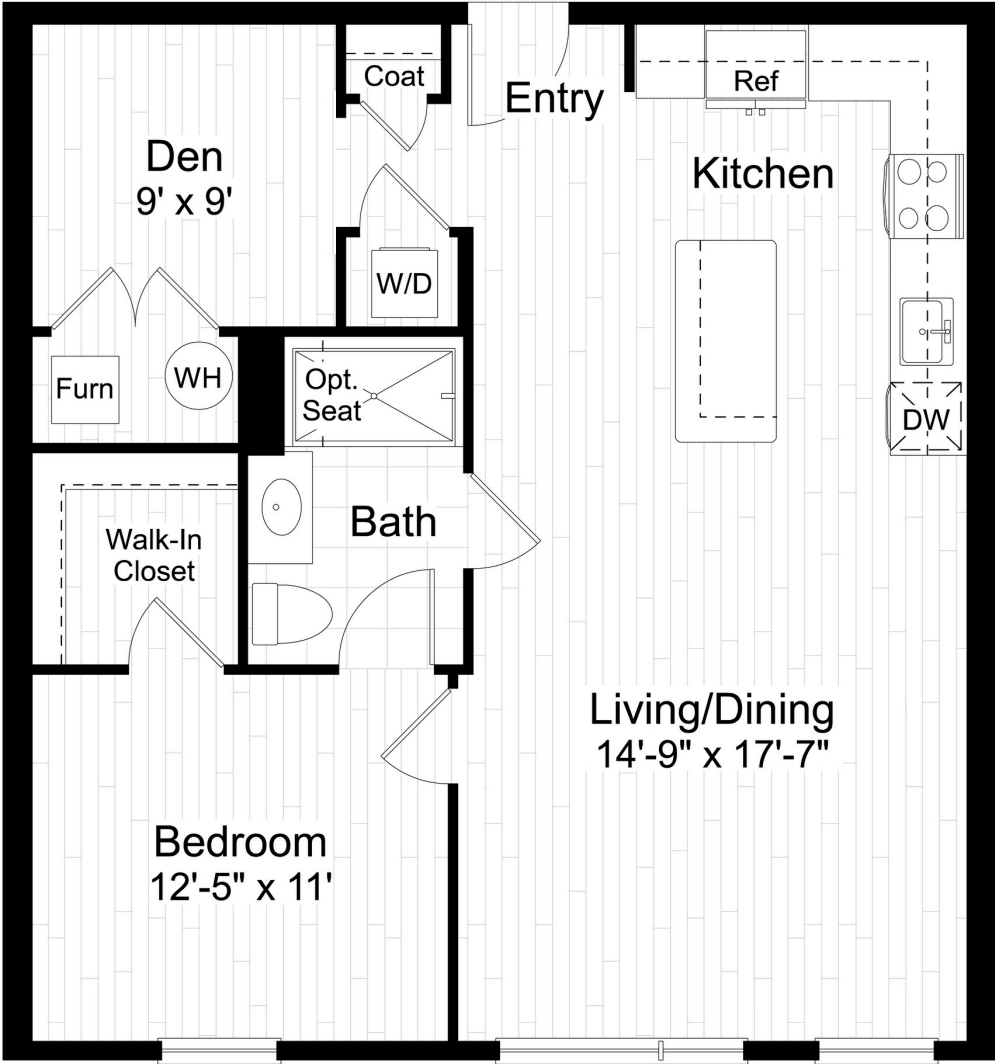 Coat
Entry
Ref
Den
9' x 9'
Kitchen
W/D
Furn
WH
Opt.
Seat
DW
Walk-In
Closet
Bath
Living/Dining
14'-9" x 17'-7"
Bedroom
12'-5" x 11'